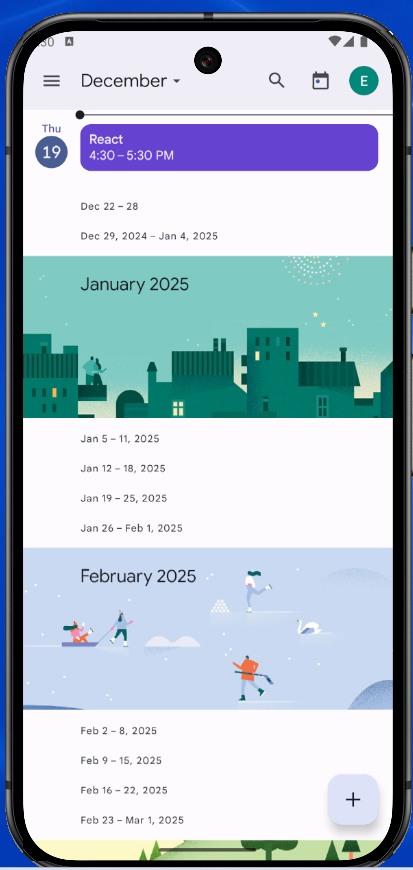 December
E
Thu
19
React
4:30 – 5:30 PM
Dec 22 – 28
Dec 29, 2024 – Jan 4, 2025
January 2025
Jan 5 – 11, 2025
Jan 12 – 18, 2025
Jan 19 – 25, 2025
Jan 26 – Feb 1, 2025
February 2025
Feb 2 – 8, 2025
Feb 9 – 15, 2025
Feb 16 – 22, 2025
Feb 23 – Mar 1, 2025